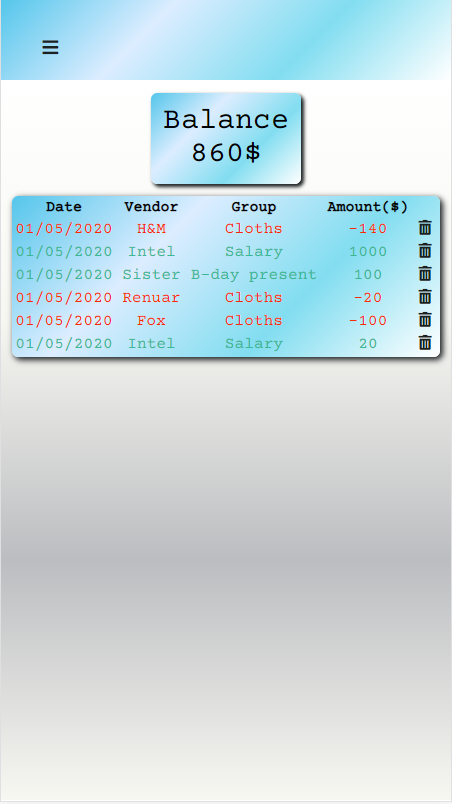 Balance
860$
Date Vendor Group Amount($)
01/05/2020 H&M Cloths -140
01/05/2020 Intel Salary 1000
01/05/2020 Sister B-day present 100
01/05/2020 Renuar Cloths -20
01/05/2020 Fox Cloths -100
01/05/2020 Intel Salary 20